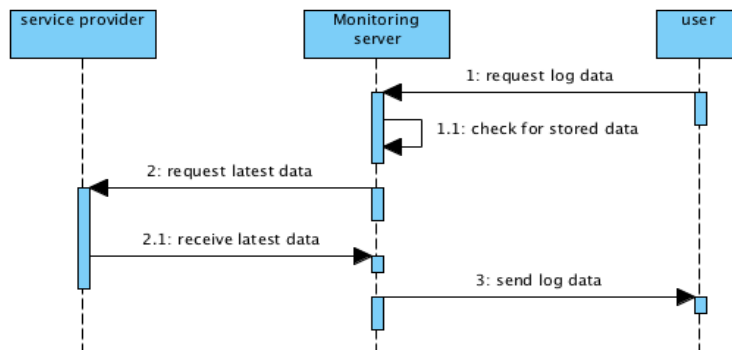 service provider
Monitoring
server
user
1: request log data
1.1: check for stored data
2: request latest data
2.1: receive latest data
3: send log data